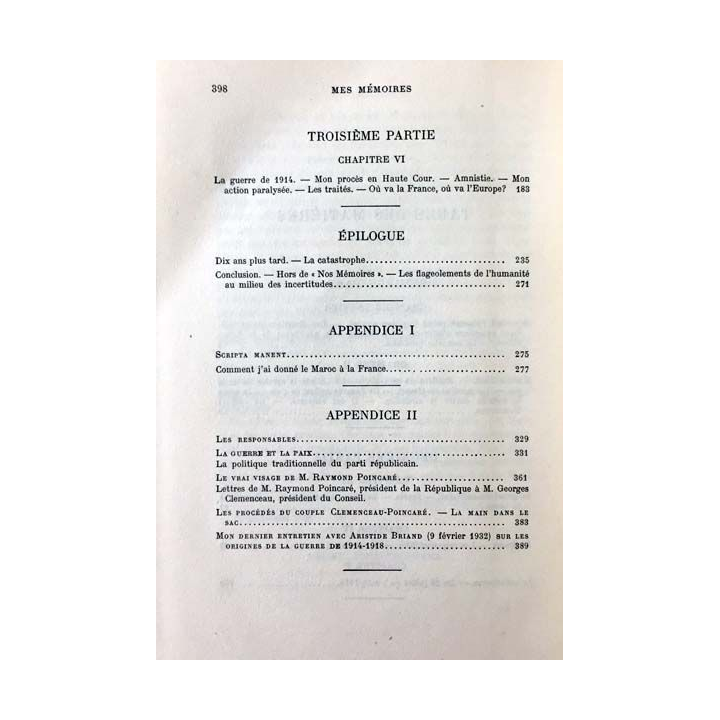 398 MES MÉMOIRES
TROISIÈME PARTIE
CHAPITRE VI
La guerre de 1914. — Mon procès en Haute Cour. — Amnistie. — Mon
action paralysée. — Les traités. — Où va la France, où va l'Europe? 183
ÉPILOGUE
Dix ans plus tard. — La catastrophe.................................... 235
Conclusion. — Hors de « Nos Mémoires ». — Les flageolements de l'humanité
au milieu des incertitudes............................................ 271
APPENDICE I
SCRIPTA MANENT....................................................... 275
Comment j'ai donné le Maroc à la France............................... 277
APPENDICE II
LES RESPONSABLES..................................................... 329
LA GUERRE ET LA PAIX................................................. 331
La politique traditionnelle du parti républicain.
LE VRAI VISAGE DE M. RAYMOND POINCARÉ................................ 361
Lettres de M. Raymond Poincaré, président de la République à M. Georges
Clemenceau, président du Conseil.
LES PROCÉDÉS DU COUPLE CLEMENCEAU-POINCARÉ. — LA MAIN DANS LE
SAC.................................................................. 383
MON DERNIER ENTRETIEN AVEC ARISTIDE BRIAND (9 février 1932) SUR LES
ORIGINES DE LA GUERRE DE 1914-1918................................... 389